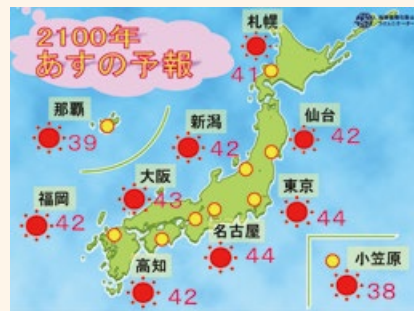 2100年
あすの予報
札幌
41
那覇
39
新潟
42
仙台
42
大阪
43
福岡
42
東京
44
名古屋
44
高知
42
小笠原
38